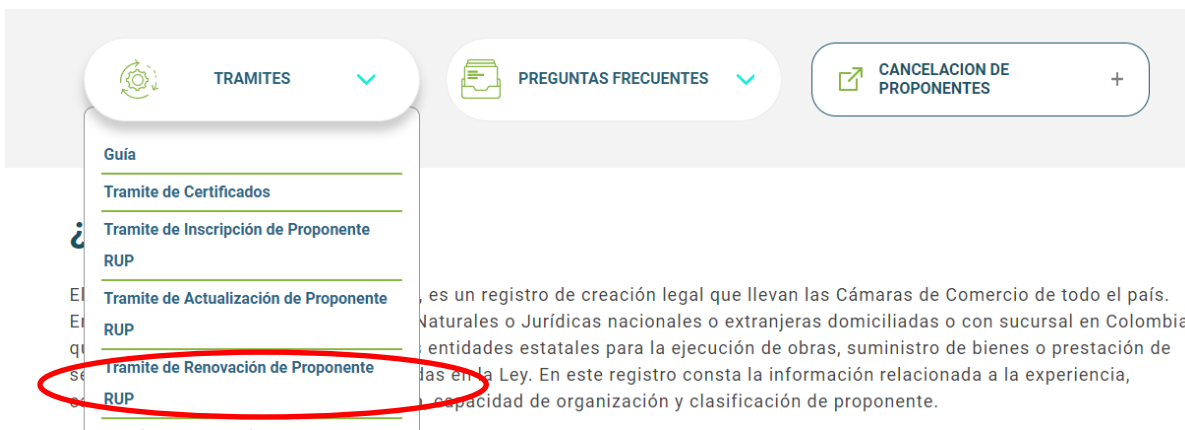 TRAMITES
PREGUNTAS FRECUENTES
CANCELACION DE
PROPONENTES
+
Guía
Tramite de Certificados
Tramite de Inscripción de Proponente
RUP
Tramite de Actualización de Proponente
RUP
Tramite de Renovación de Proponente
RUP
¿
El
, es un registro de creación legal que llevan las Cámaras de Comercio de todo el país.
Naturales o Jurídicas nacionales o extranjeras domiciliadas o con sucursal en Colombia
entidades estatales para la ejecución de obras, suministro de bienes o prestación de
en la Ley. En este registro consta la información relacionada a la experiencia,
, capacidad de organización y clasificación de proponente.